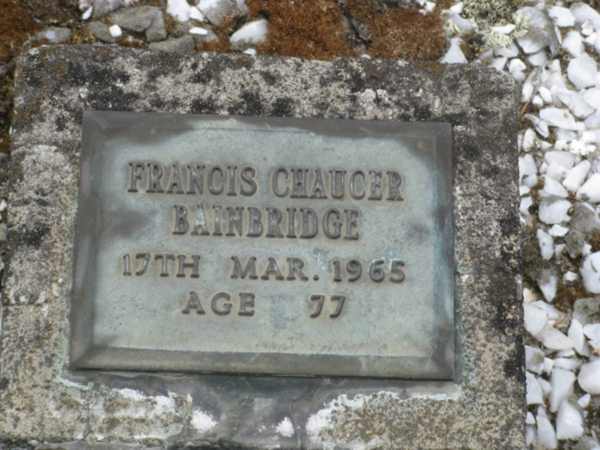 FRANCIS CHAUCER
BAINBRIDGE
17TH MAR. 1965
AGE 77